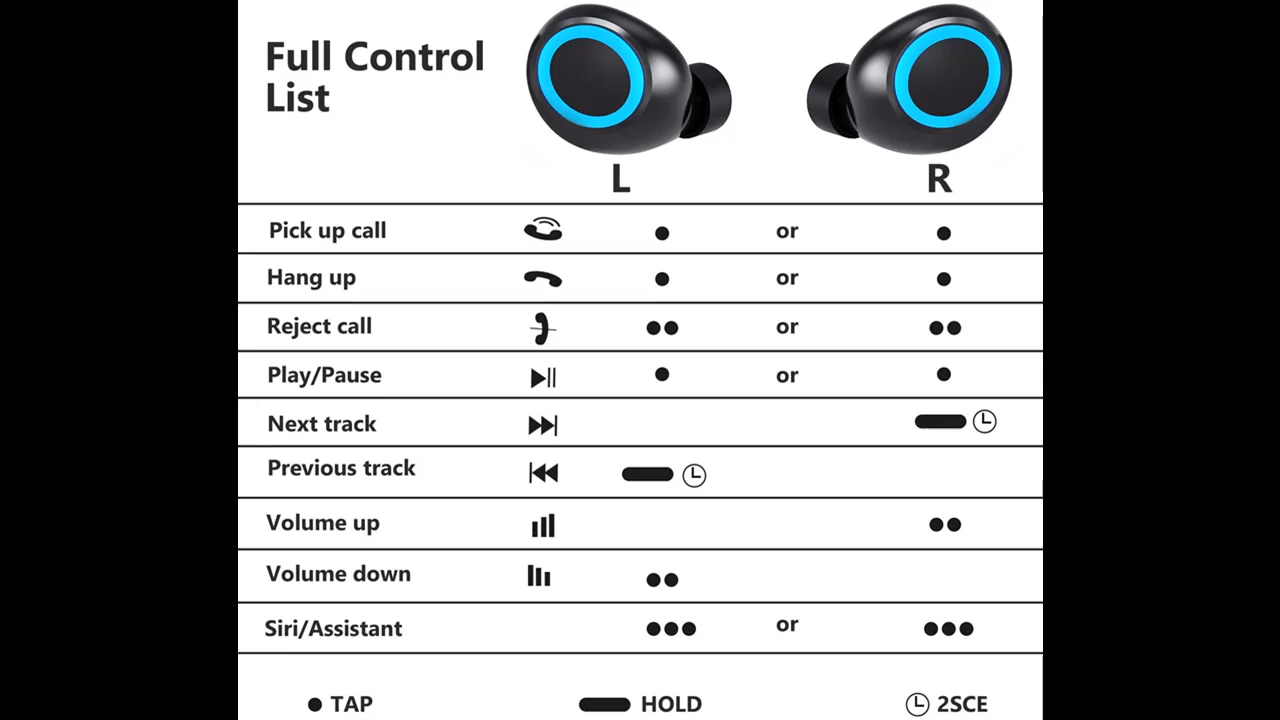 Full Control
List
L R
Pick up call or
Hang up or
Reject call or
Play/Pause or
Next track
Previous track
Volume up
Volume down
Siri/Assistant or
TAP HOLD 2SCE